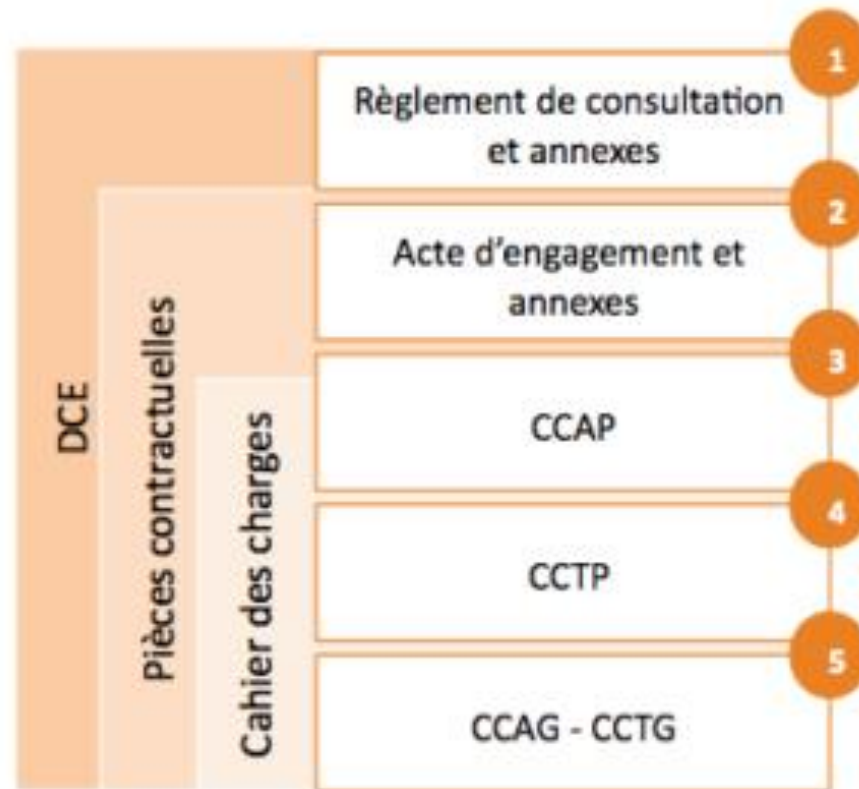 1
Règlement de consultation
et annexes
2
Acte d'engagement et
annexes
3
CCAP
4
CCTP
5
CCAG - CCTG
DCE
Pièces contractuelles
Cahier des charges